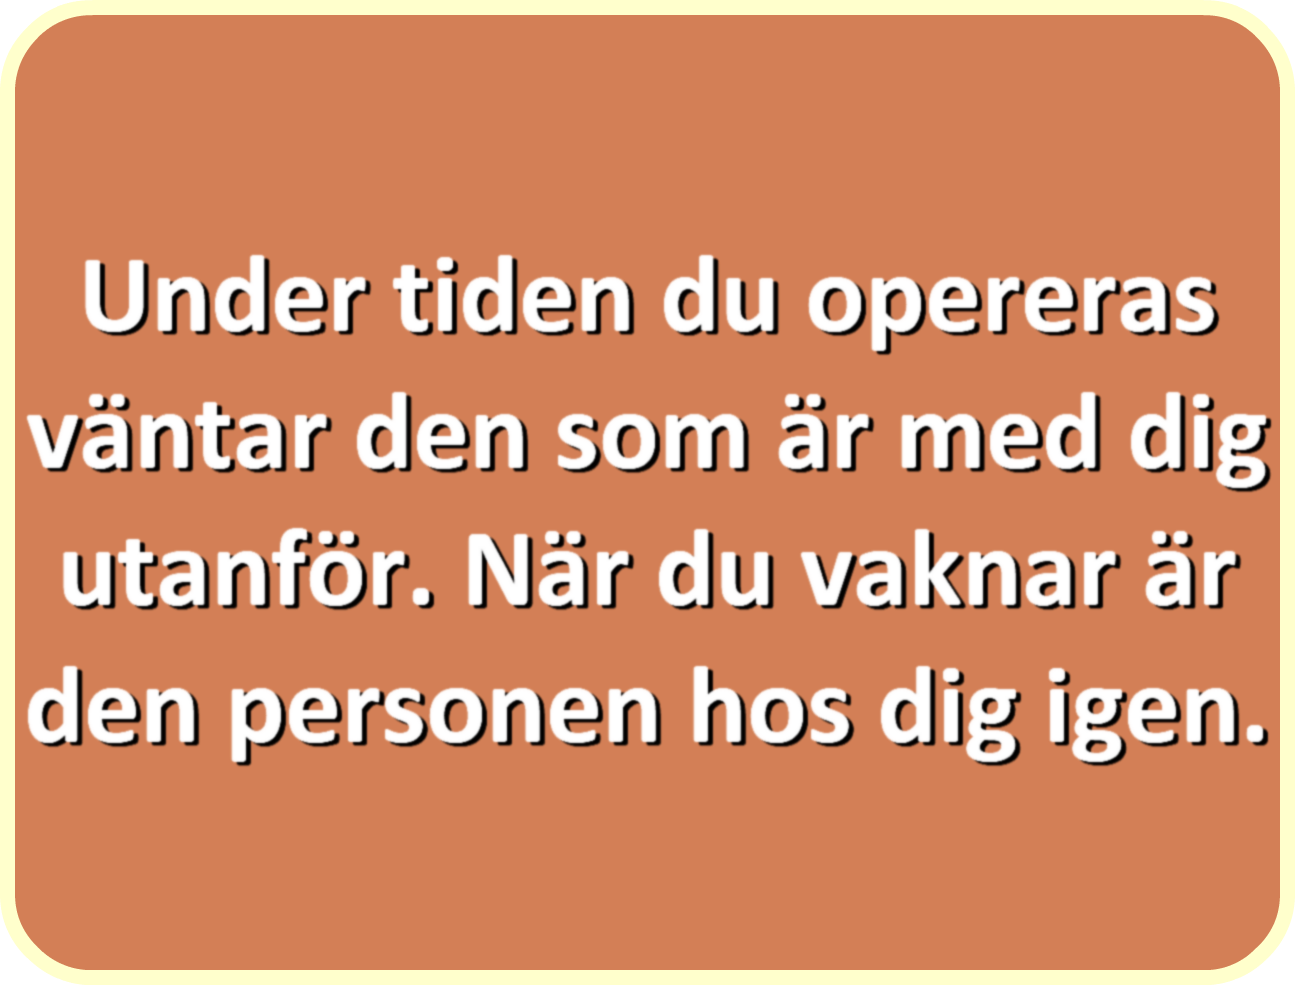 Under tiden du opereras
väntar den som är med dig
utanför. När du vaknar är
den personen hos dig igen.